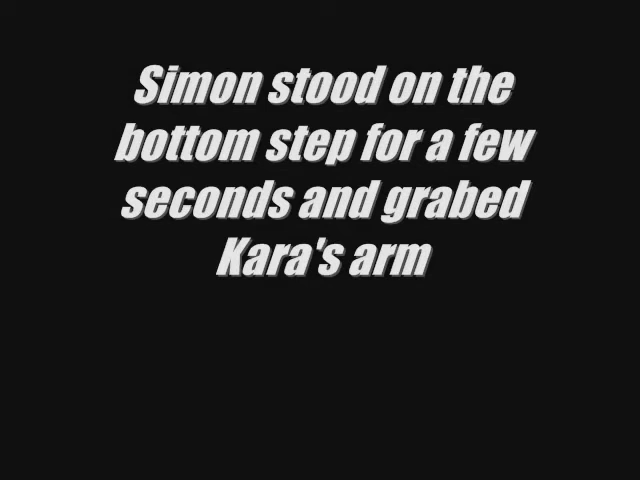 Simon stood on the
bottom step for a few
seconds and grabed
Kara's arm